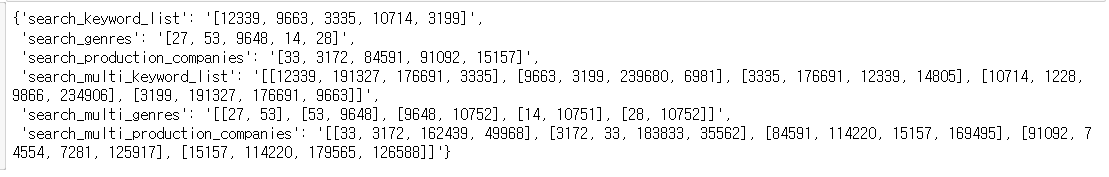 {'search_keyword_list': '[12339, 9663, 3335, 10714, 3199]',
'search_genres': '[27, 53, 9648, 14, 28]',
'search_production_companies': '[33, 3172, 84591, 91092, 15157]',
'search_multi_keyword_list': '[[12339, 191327, 176691, 3335], [9663, 3199, 239680, 6981], [3335, 176691, 12339, 14805], [10714, 1228,
9866, 234906], [3199, 191327, 176691, 9663]]',
'search_multi_genres': '[[27, 53], [53, 9648], [9648, 10752], [14, 10751], [28, 10752]]',
'search_multi_production_companies': '[[33, 3172, 162439, 49968], [3172, 33, 183833, 35562], [84591, 114220, 15157, 169495], [91092, 7
4554, 7281, 125917], [15157, 114220, 179565, 126588]]'}